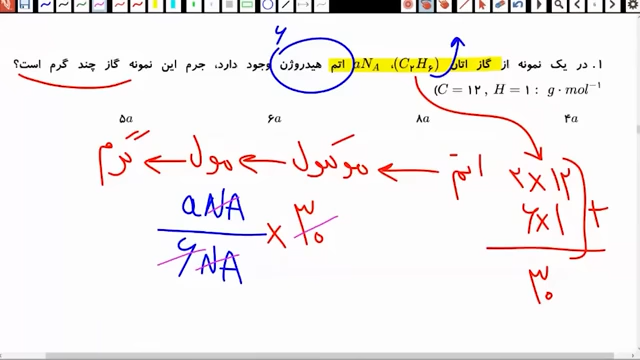 ۶
۱. در یک نمونه از گاز اتان (C۲H۶)، aNA اتم هیدروژن وجود دارد، جرم این نمونه گاز چند گرم است؟
(C = ۱۲ , H = ۱ : g · mol⁻¹
۴a ۸a ۶a ۵a
اتم ← مولکول ← مول ← گرم
۲×۱۲
۶×۱
+
۳۰
aNA
۶NA
× ۳۰